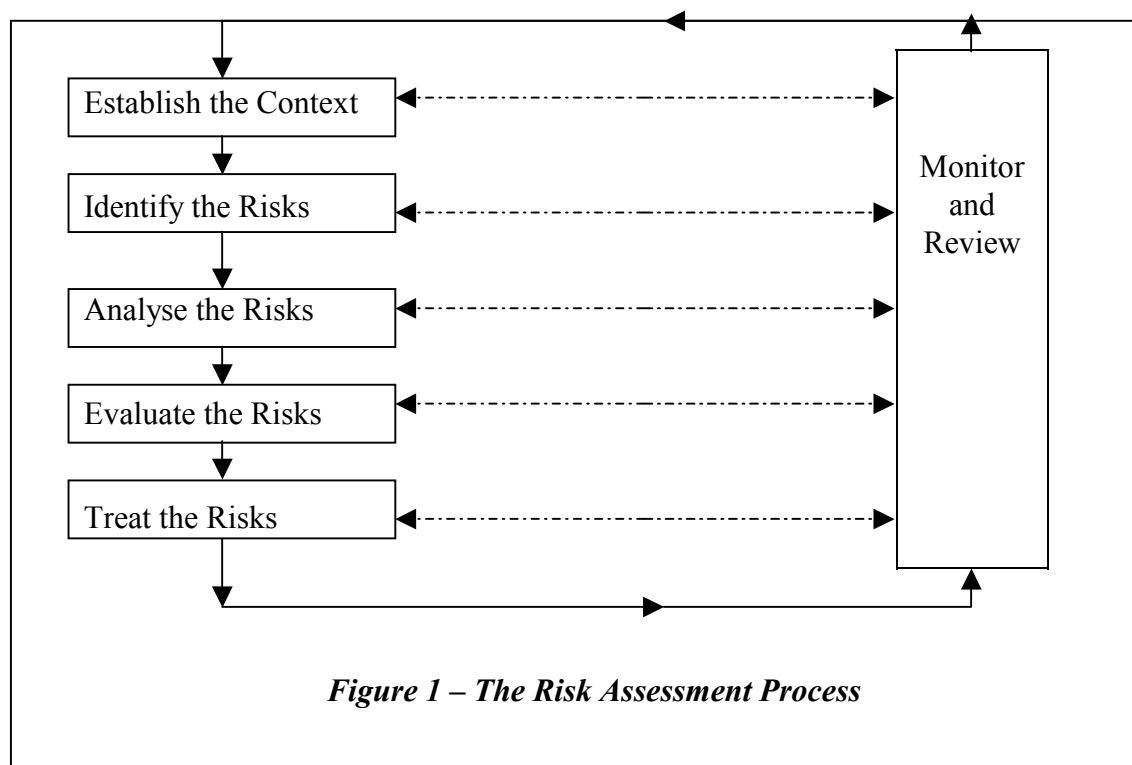 Establish the Context
Identify the Risks
Analyse the Risks
Evaluate the Risks
Treat the Risks
Monitor
and
Review
Figure 1 – The Risk Assessment Process